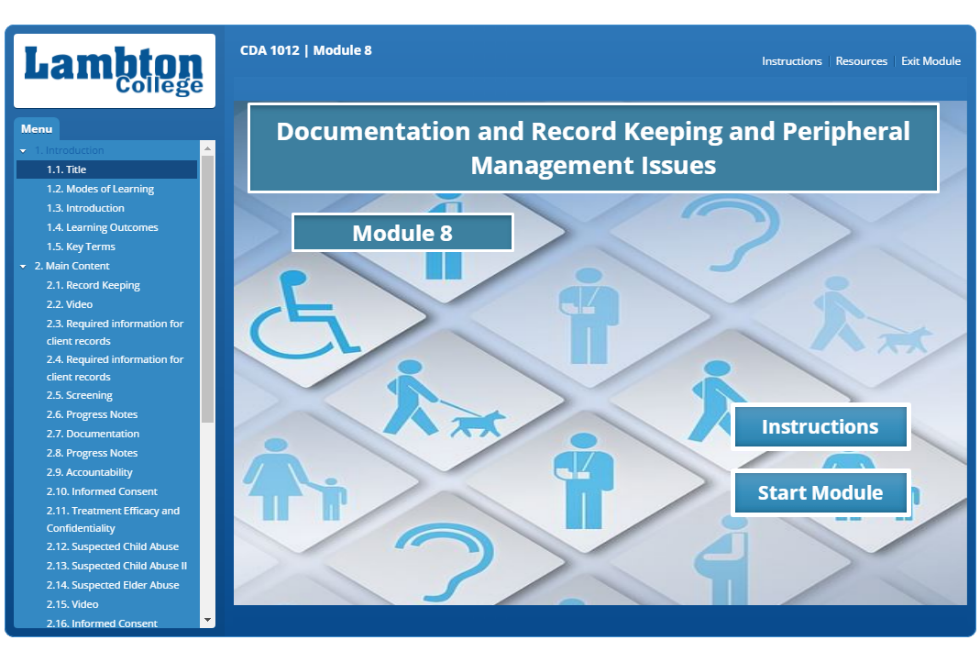 Lambton
College
CDA 1012 | Module 8
Instructions
Resources
Exit Module
Menu
1. Introduction
1.1. Title
1.2. Modes of Learning
1.3. Introduction
1.4. Learning Outcomes
1.5. Key Terms
2. Main Content
2.1. Record Keeping
2.2. Video
2.3. Required information for
client records
2.4. Required information for
client records
2.5. Screening
2.6. Progress Notes
2.7. Documentation
2.8. Progress Notes
2.9. Accountability
2.10. Informed Consent
2.11. Treatment Efficacy and
Confidentiality
2.12. Suspected Child Abuse
2.13. Suspected Child Abuse II
2.14. Suspected Elder Abuse
2.15. Video
2.16. Informed Consent
Documentation and Record Keeping and Peripheral
Management Issues
Module 8
Instructions
Start Module